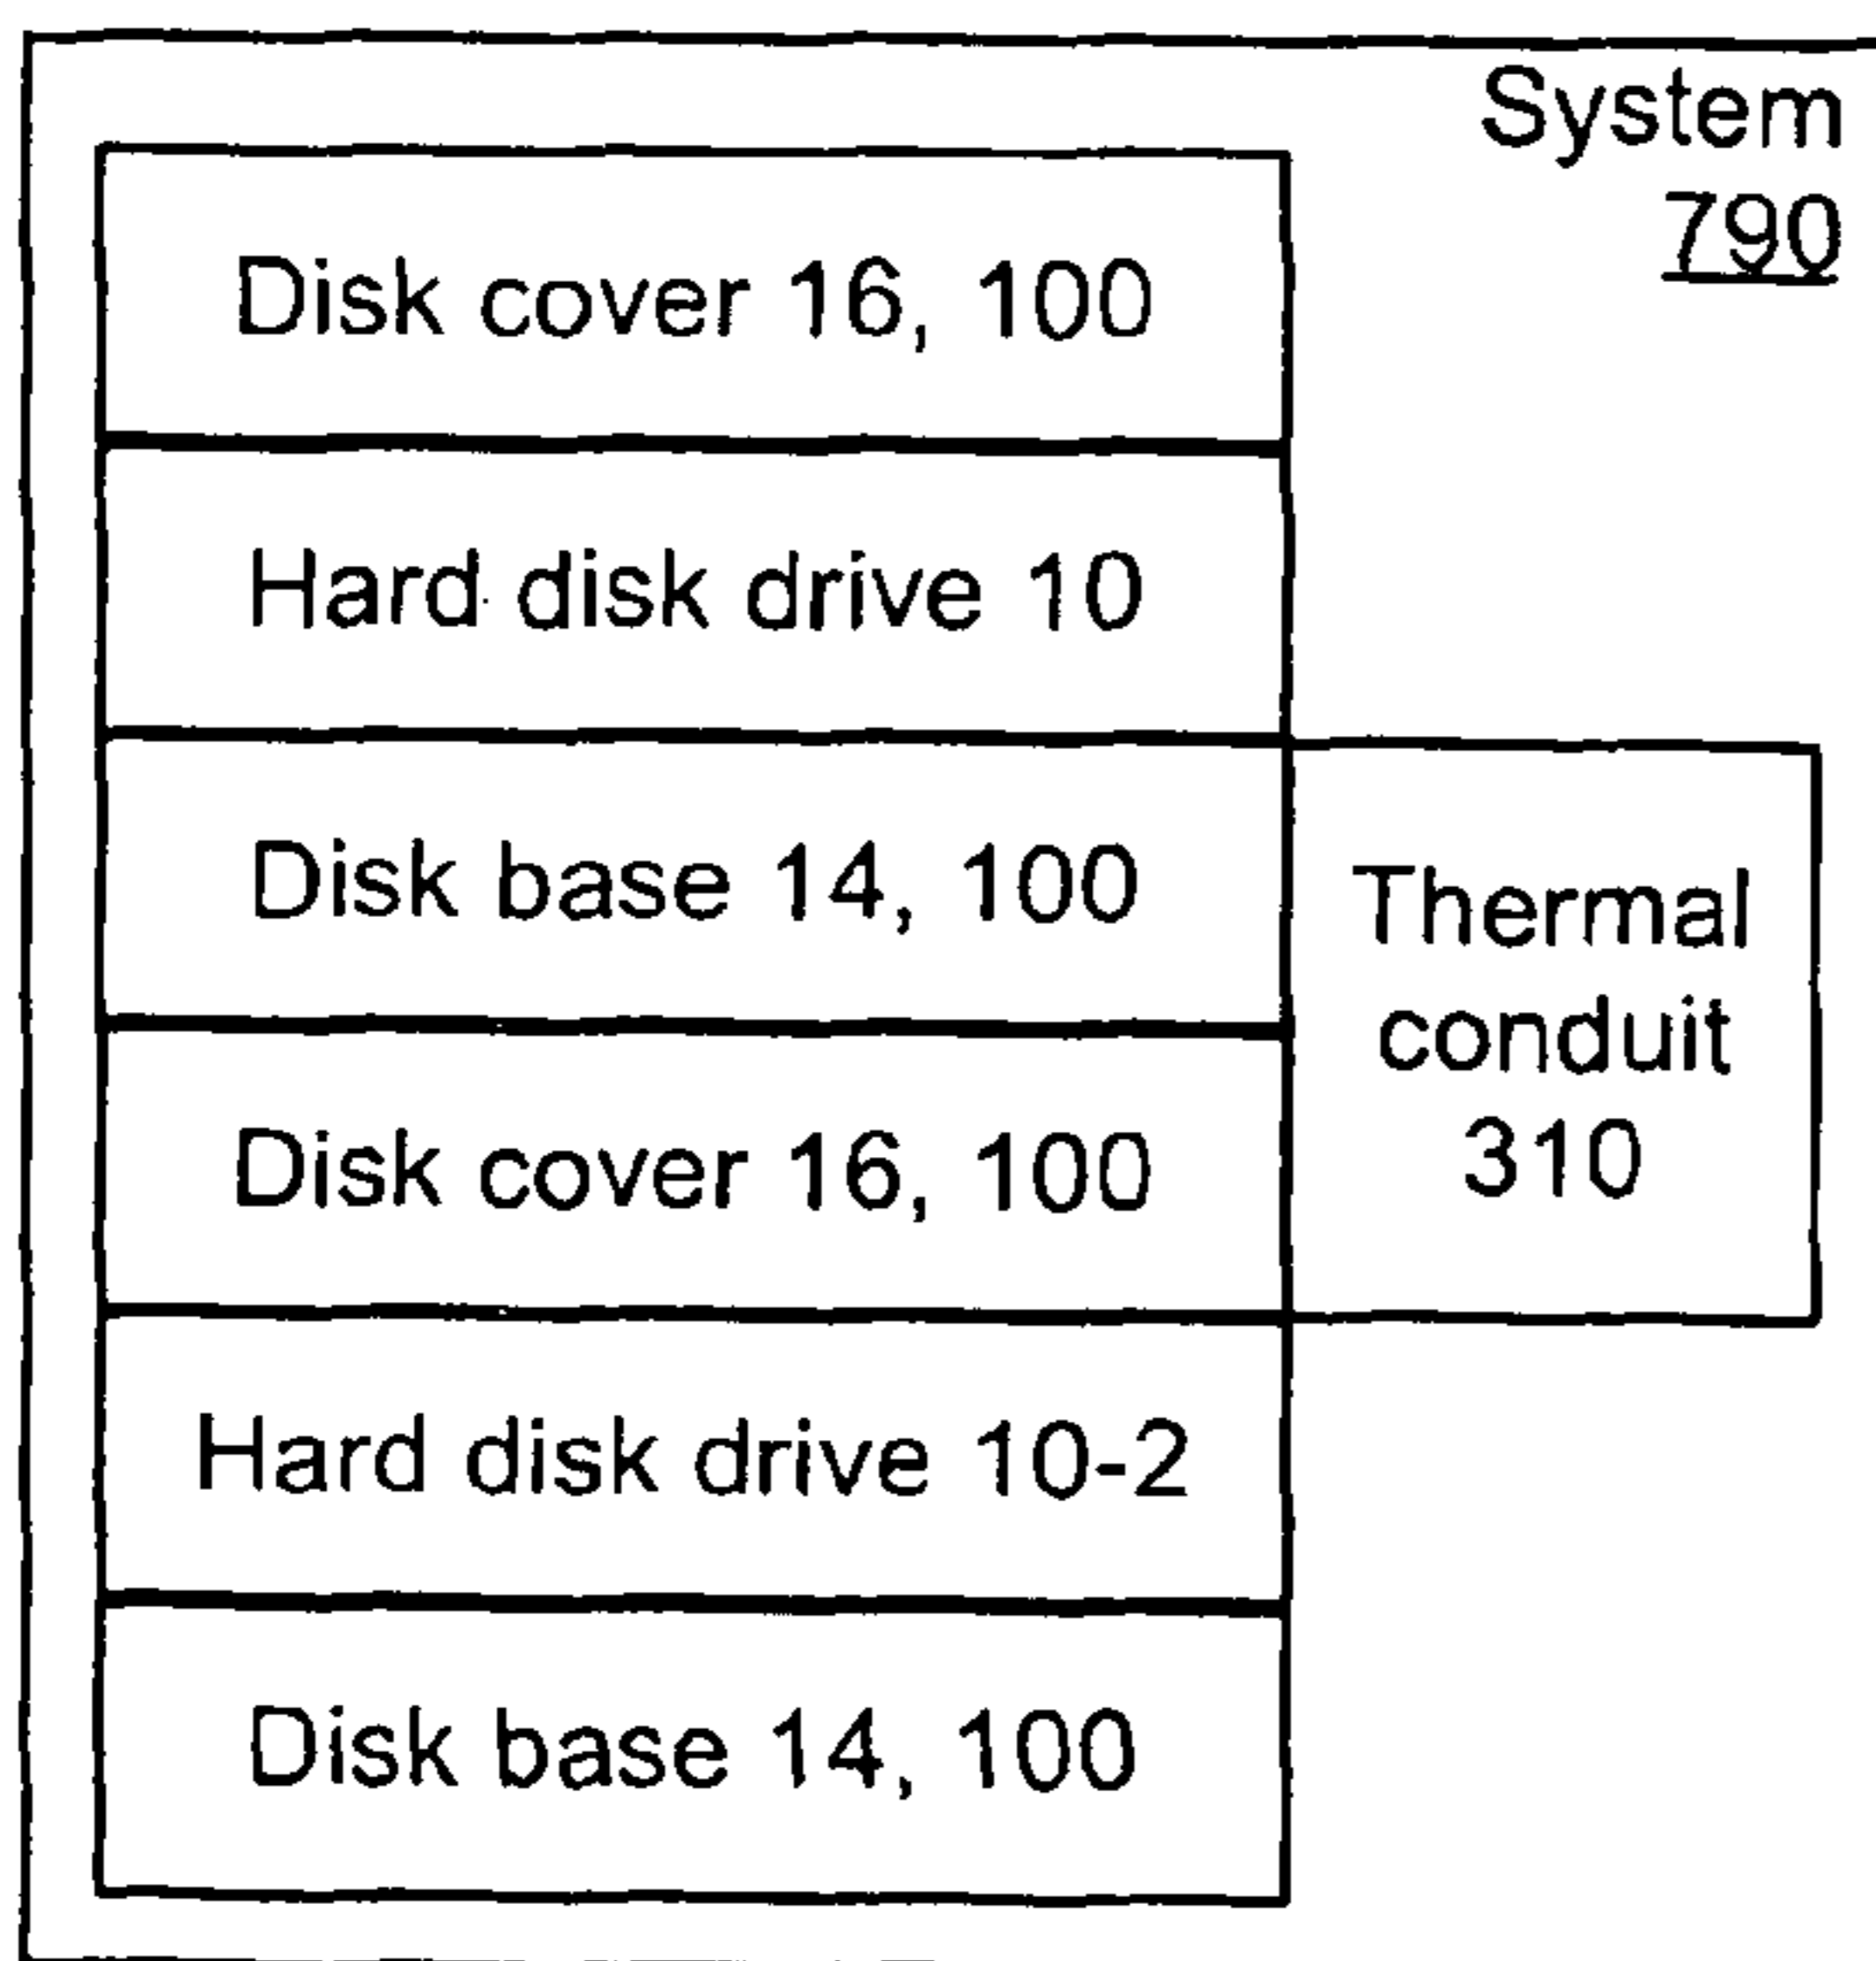 System
790
Disk cover 16, 100
Hard disk drive 10
Disk base 14, 100
Thermal
conduit
310
Disk cover 16, 100
Hard disk drive 10-2
Disk base 14, 100